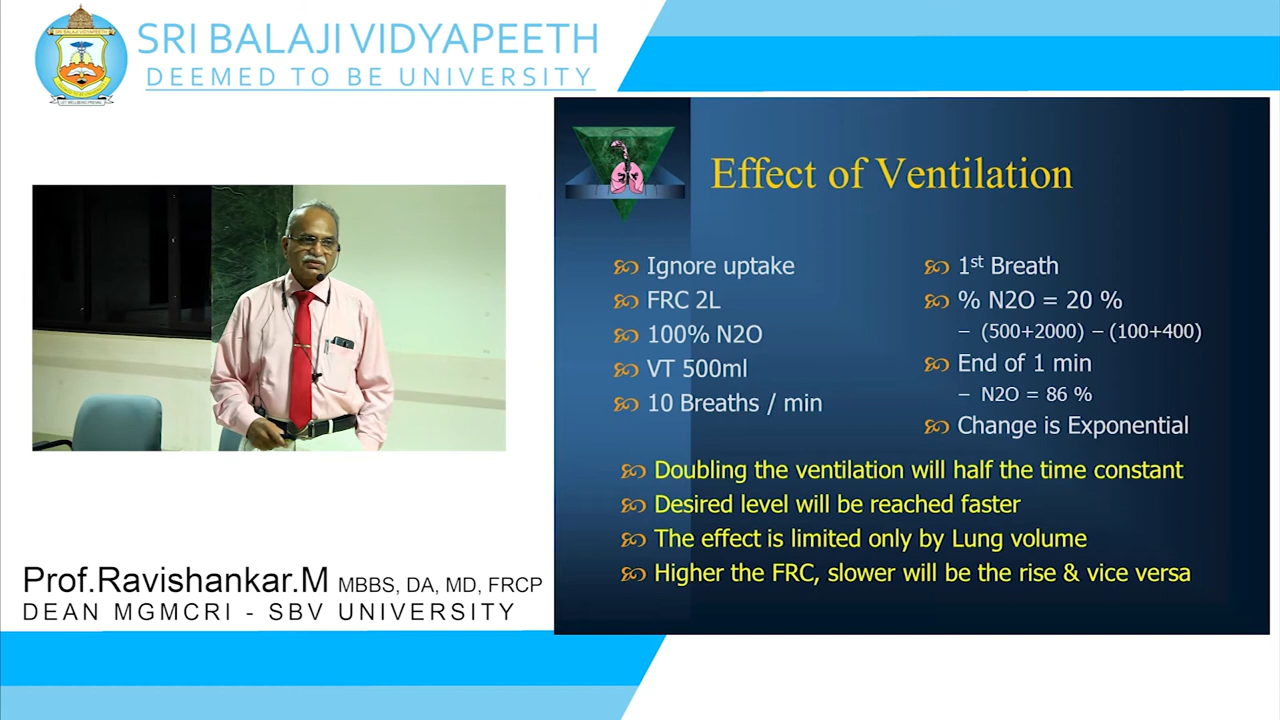 SRI BALAJI VIDYAPEETH
DEEMED TO BE UNIVERSITY
Effect of Ventilation
Ignore uptake
FRC 2L
100% N2O
VT 500ml
10 Breaths / min
1st Breath
% N2O = 20 %
– (500+2000) – (100+400)
End of 1 min
– N2O = 86 %
Change is Exponential
Doubling the ventilation will half the time constant
Desired level will be reached faster
The effect is limited only by Lung volume
Higher the FRC, slower will be the rise & vice versa
Prof.Ravishankar.M MBBS, DA, MD, FRCP
DEAN MGMCRI - SBV UNIVERSITY